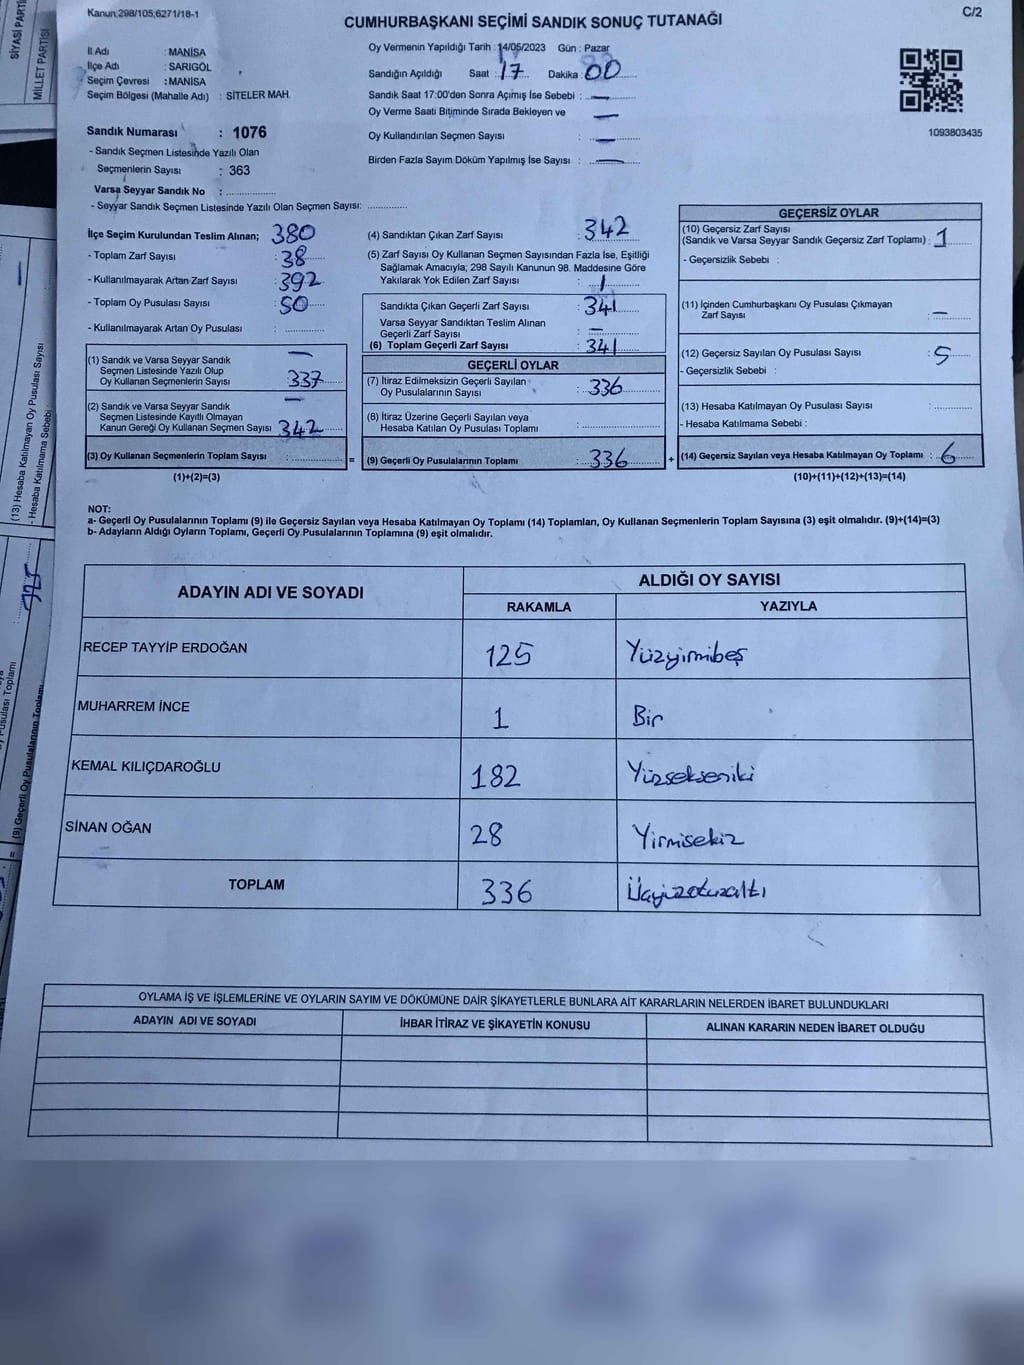 SİYASİ PARTİ
MİLLET PARTİSİ
Kanun:298/105,6271/18-1
CUMHURBAŞKANI SEÇİMİ SANDIK SONUÇ TUTANAĞI
C/2
İl Adı : MANİSA
İlçe Adı : SARIGÖL
Seçim Çevresi : MANİSA
Seçim Bölgesi (Mahalle Adı) : SİTELER MAH.
Oy Vermenin Yapıldığı Tarih : 14/05/2023 Gün : Pazar
Sandığın Açıldığı Saat : 17 Dakika : 00
Sandık Saat 17:00'den Sonra Açımış İse Sebebi : —
Oy Verme Saati Bitiminde Sırada Bekleyen ve —
Oy Kullandırılan Seçmen Sayısı : —
Birden Fazla Sayım Döküm Yapılmış İse Sayısı : —
1093803435
Sandık Numarası : 1076
- Sandık Seçmen Listesinde Yazılı Olan
Seçmenlerin Sayısı : 363
Varsa Seyyar Sandık No : ..............
- Seyyar Sandık Seçmen Listesinde Yazılı Olan Seçmen Sayısı: ............
İlçe Seçim Kurulundan Teslim Alınan; 380
- Toplam Zarf Sayısı : 38
- Kullanılmayarak Artan Zarf Sayısı : 392
- Toplam Oy Pusulası Sayısı : 50
- Kullanılmayarak Artan Oy Pusulası : ............
(1) Sandık ve Varsa Seyyar Sandık —
Seçmen Listesinde Yazılı Olup
Oy Kullanan Seçmenlerin Sayısı 337
(2) Sandık ve Varsa Seyyar Sandık —
Seçmen Listesinde Kayıtlı Olmayan
Kanun Gereği Oy Kullanan Seçmen Sayısı 342
(3) Oy Kullanan Seçmenlerin Toplam Sayısı : ............ =
(1)+(2)=(3)
(4) Sandıktan Çıkan Zarf Sayısı : 342
(5) Zarf Sayısı Oy Kullanan Seçmen Sayısından Fazla İse, Eşitliği
Sağlamak Amacıyla; 298 Sayılı Kanunun 98. Maddesine Göre
Yakılarak Yok Edilen Zarf Sayısı : 1
Sandıkta Çıkan Geçerli Zarf Sayısı : 341
Varsa Seyyar Sandıktan Teslim Alınan
Geçerli Zarf Sayısı : —
(6) Toplam Geçerli Zarf Sayısı : 341
GEÇERLİ OYLAR
(7) İtiraz Edilmeksizin Geçerli Sayılan
Oy Pusulalarının Sayısı : 336
(8) İtiraz Üzerine Geçerli Sayılan veya
Hesaba Katılan Oy Pusulası Toplamı : ............
(9) Geçerli Oy Pusulalarının Toplamı : 336 +
GEÇERSİZ OYLAR
(10) Geçersiz Zarf Sayısı
(Sandık ve Varsa Seyyar Sandık Geçersiz Zarf Toplamı) : 1
- Geçersizlik Sebebi :
(11) İçinden Cumhurbaşkanı Oy Pusulası Çıkmayan
Zarf Sayısı : —
(12) Geçersiz Sayılan Oy Pusulası Sayısı : 5
- Geçersizlik Sebebi :
(13) Hesaba Katılmayan Oy Pusulası Sayısı : ............
- Hesaba Katılmama Sebebi :
(14) Geçersiz Sayılan veya Hesaba Katılmayan Oy Toplamı : 6
(10)+(11)+(12)+(13)=(14)
NOT:
a- Geçerli Oy Pusulalarının Toplamı (9) ile Geçersiz Sayılan veya Hesaba Katılmayan Oy Toplamı (14) Toplamları, Oy Kullanan Seçmenlerin Toplam Sayısına (3) eşit olmalıdır. (9)+(14)=(3)
b- Adayların Aldığı Oyların Toplamı, Geçerli Oy Pusulalarının Toplamına (9) eşit olmalıdır.
ADAYIN ADI VE SOYADI
ALDIĞI OY SAYISI
RAKAMLA YAZIYLA
RECEP TAYYİP ERDOĞAN 125 Yüzyirmibeş
MUHARREM İNCE 1 Bir
KEMAL KILIÇDAROĞLU 182 Yüzsekseniki
SİNAN OĞAN 28 Yirmisekiz
TOPLAM 336 Üçyüzotuzaltı
OYLAMA İŞ VE İŞLEMLERİNE VE OYLARIN SAYIM VE DÖKÜMÜNE DAİR ŞİKAYETLERLE BUNLARA AİT KARARLARIN NELERDEN İBARET BULUNDUKLARI
ADAYIN ADI VE SOYADI İHBAR İTİRAZ VE ŞİKAYETİN KONUSU ALINAN KARARIN NEDEN İBARET OLDUĞU
(13) Hesaba Katılmayan Oy Pusulası Sayısı
- Hesaba Katılmama Sebebi
Pusulası Toplamı
(9) Geçerli Oy Pusulalarının Toplamı